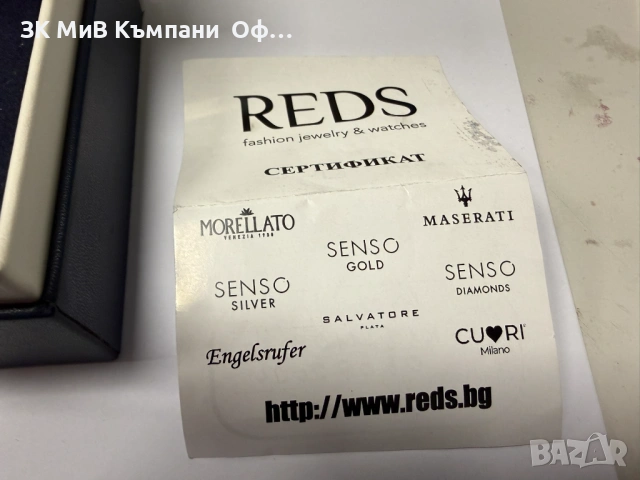 ЗК МиВ Къмпани Оф...
REDS
fashion jewelry & watches
СЕРТИФИКАТ
MORELLATO
VENEZIA 1930
MASERATI
SENSO
GOLD
SENSO
SILVER
SENSO
DIAMONDS
SALVATORE
PLATA
Engelsrufer
CUORI
Milano
http://www.reds.bg
BAZAR